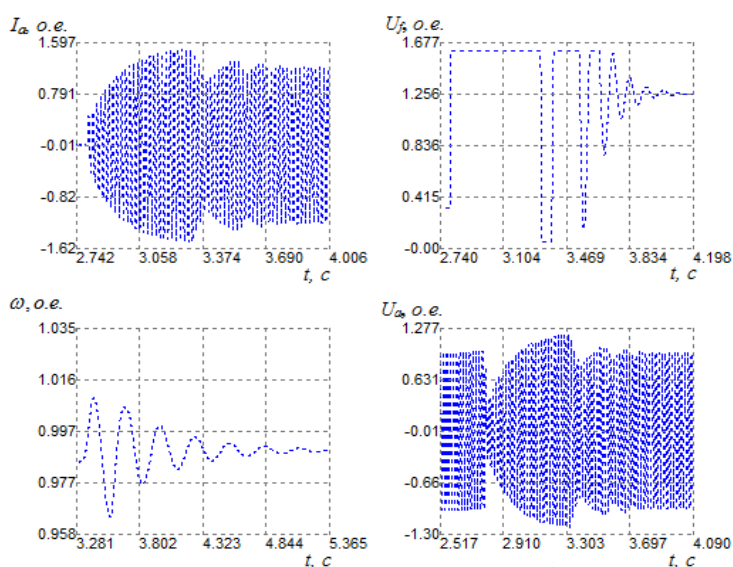 Iа, о.е.
1.597
0.791
-0.01
-0.82
-1.62
2.742 3.058 3.374 3.690 4.006
t, с
Uf, о.е.
1.677
1.256
0.836
0.415
-0.00
2.740 3.104 3.469 3.834 4.198
t, с
ω, о.е.
1.035
1.016
0.997
0.977
0.958
3.281 3.802 4.323 4.844 5.365
t, с
Uа, о.е.
1.277
0.631
-0.01
-0.66
-1.30
2.517 2.910 3.303 3.697 4.090
t, с